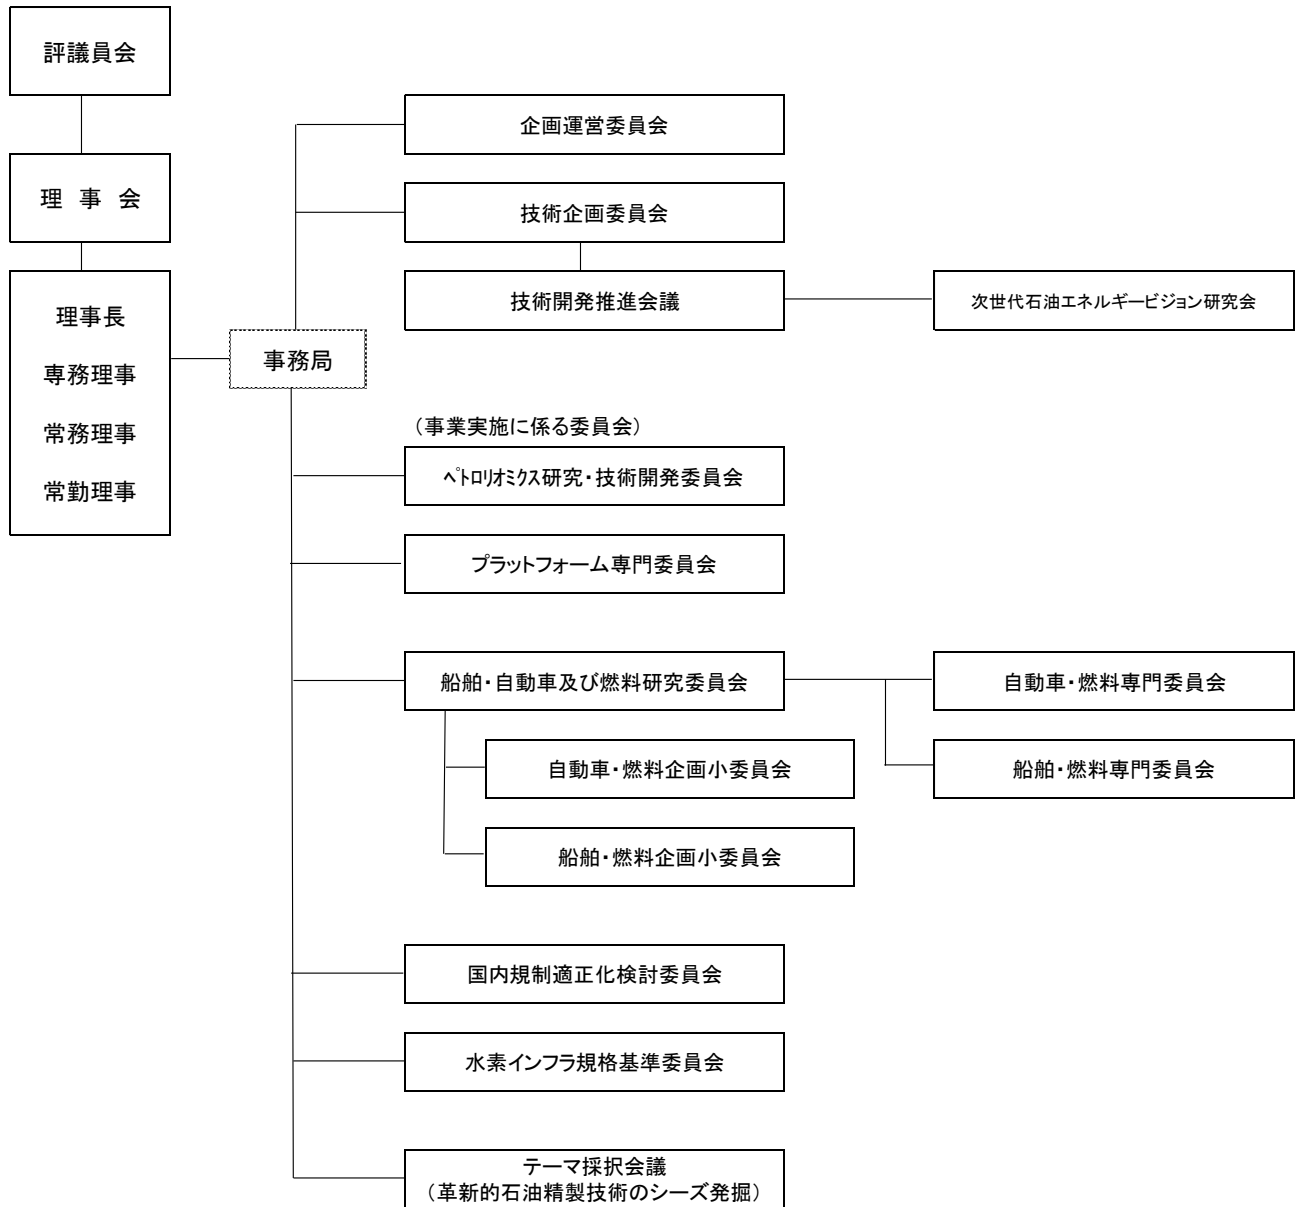 評議員会
理 事 会
理事長
専務理事
常務理事
常勤理事
事務局
企画運営委員会
技術企画委員会
技術開発推進会議
次世代石油エネルギービジョン研究会
（事業実施に係る委員会）
ﾍﾟﾄﾛﾘｵﾐｸｽ研究・技術開発委員会
プラットフォーム専門委員会
船舶・自動車及び燃料研究委員会
自動車・燃料専門委員会
船舶・燃料専門委員会
自動車・燃料企画小委員会
船舶・燃料企画小委員会
国内規制適正化検討委員会
水素インフラ規格基準委員会
テーマ採択会議
（革新的石油精製技術のシーズ発掘）